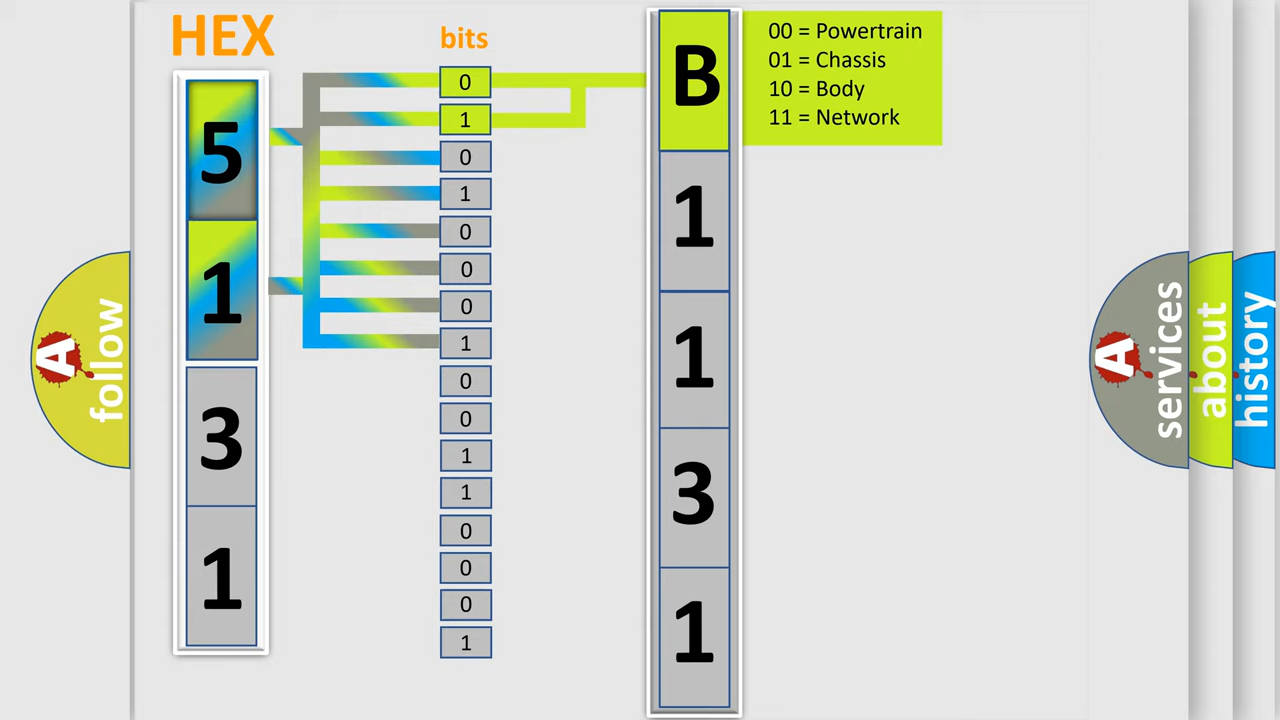 HEX
bits
5
1
3
1
0
1
0
1
0
0
0
1
0
0
1
1
0
0
0
1
B
1
1
3
1
00 = Powertrain
01 = Chassis
10 = Body
11 = Network
A
follow
A
services
about
history